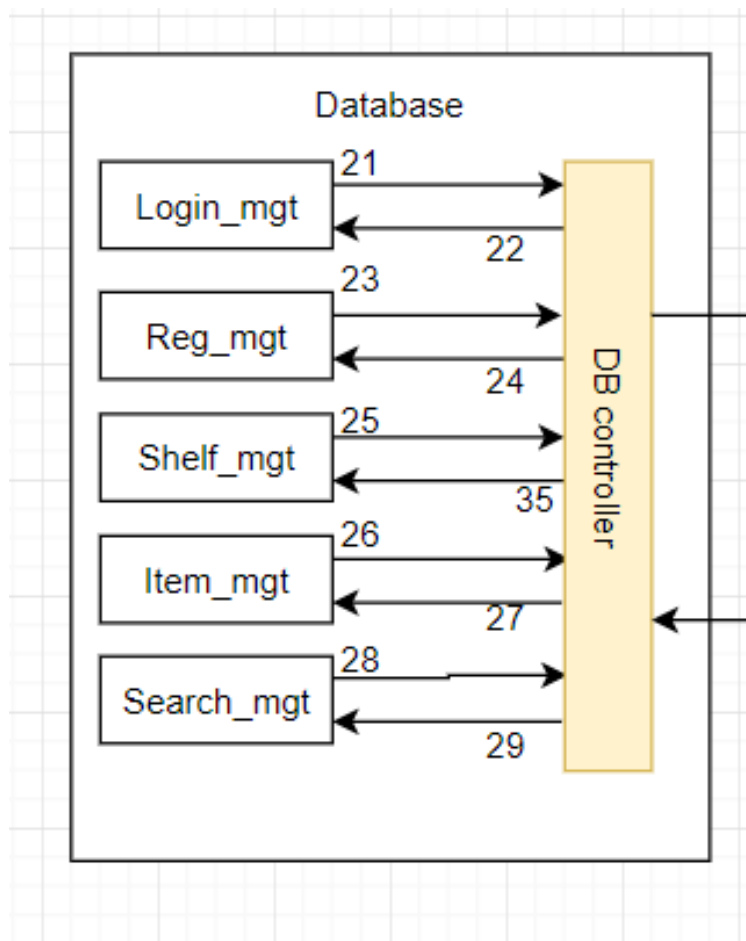 Database
21
Login_mgt
22
23
Reg_mgt
24
25
Shelf_mgt
35
26
Item_mgt
27
28
Search_mgt
29
DB controller